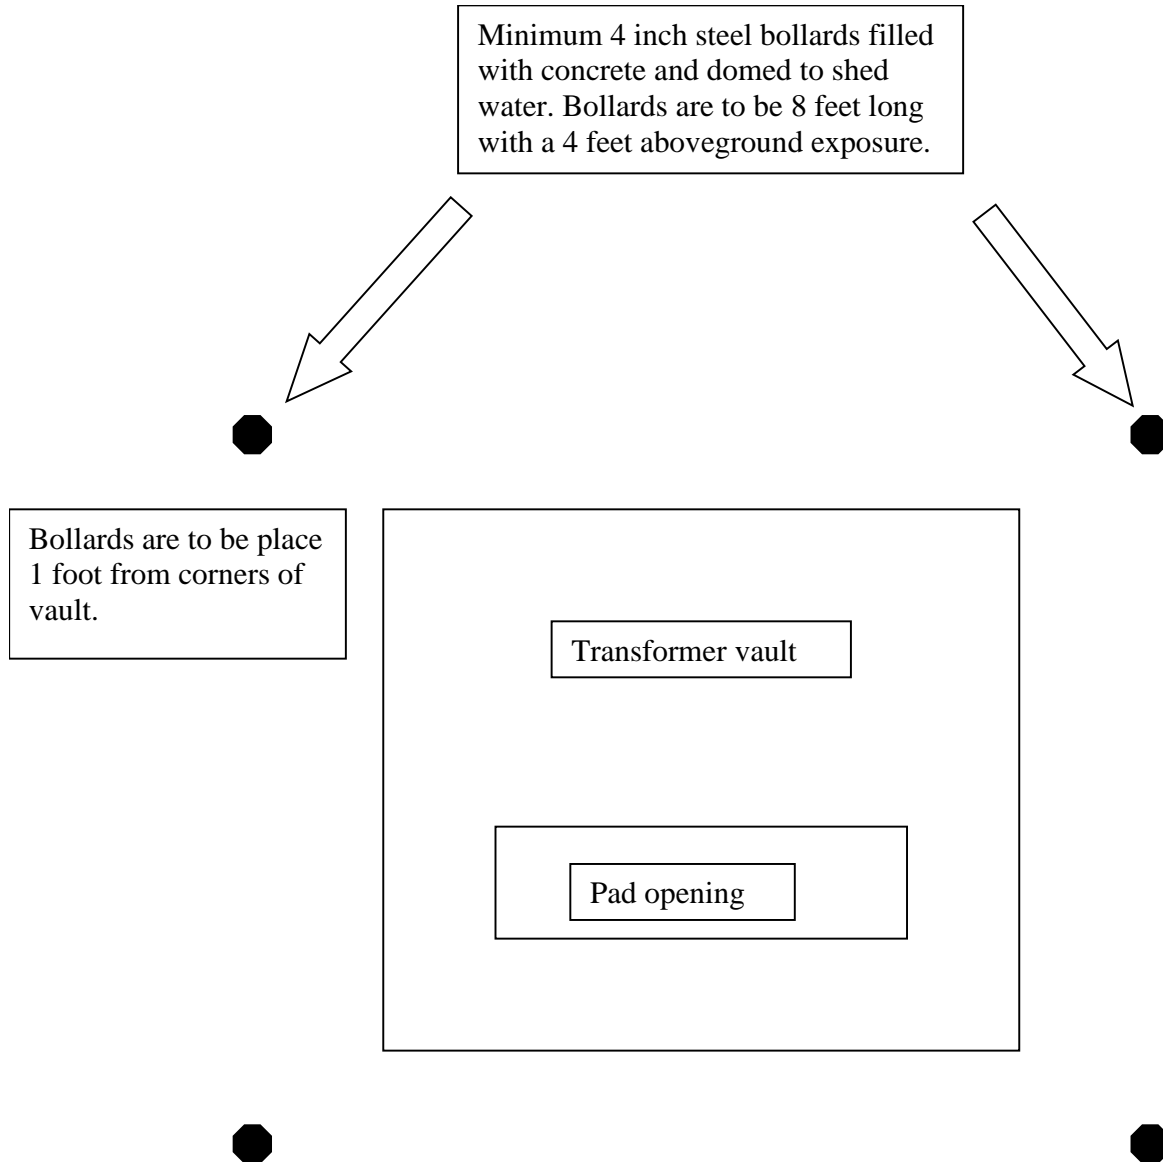 Minimum 4 inch steel bollards filled
with concrete and domed to shed
water. Bollards are to be 8 feet long
with a 4 feet aboveground exposure.
Bollards are to be place
1 foot from corners of
vault.
Transformer vault
Pad opening